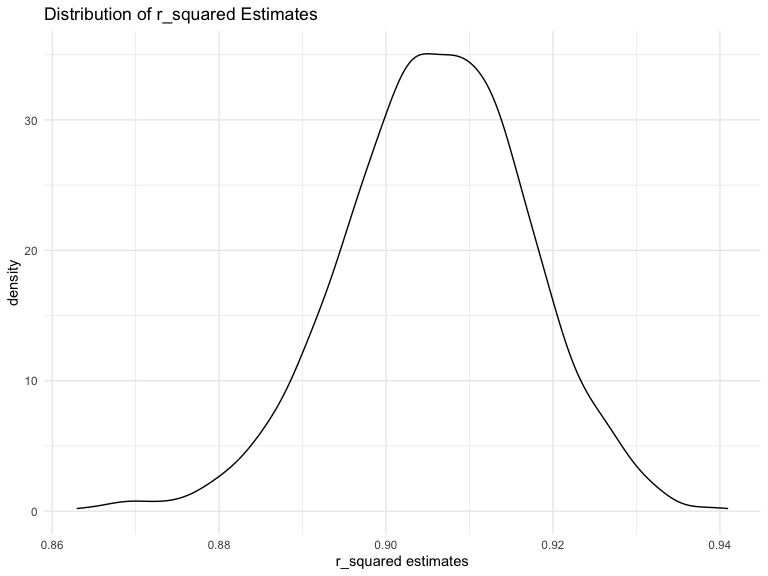 Distribution of r_squared Estimates
30
20
10
0
density
0.86 0.88 0.90 0.92 0.94
r_squared estimates